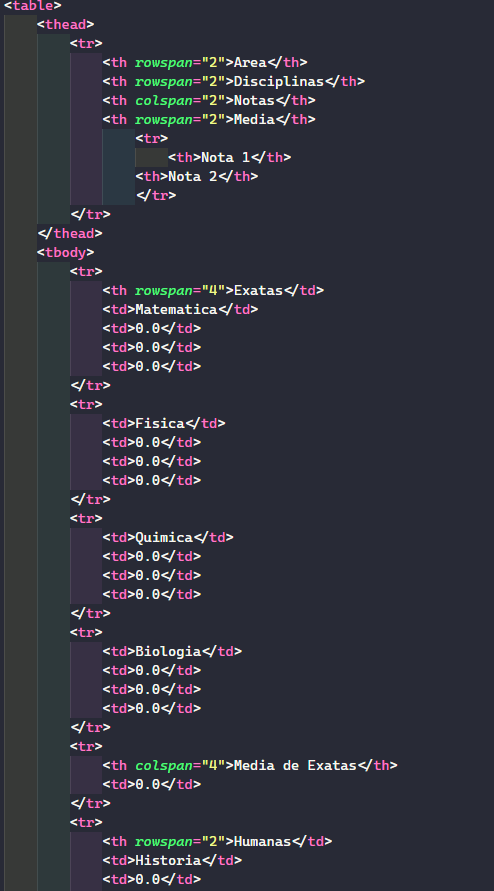 <table>
<thead>
<tr>
<th rowspan="2">Area</th>
<th rowspan="2">Disciplinas</th>
<th colspan="2">Notas</th>
<th rowspan="2">Media</th>
<tr>
<th>Nota 1</th>
<th>Nota 2</th>
</tr>
</tr>
</thead>
<tbody>
<tr>
<th rowspan="4">Exatas</td>
<td>Matematica</td>
<td>0.0</td>
<td>0.0</td>
<td>0.0</td>
</tr>
<tr>
<td>Fisica</td>
<td>0.0</td>
<td>0.0</td>
<td>0.0</td>
</tr>
<tr>
<td>Quimica</td>
<td>0.0</td>
<td>0.0</td>
<td>0.0</td>
</tr>
<tr>
<td>Biologia</td>
<td>0.0</td>
<td>0.0</td>
<td>0.0</td>
</tr>
<tr>
<th colspan="4">Media de Exatas</th>
<td>0.0</td>
</tr>
<tr>
<th rowspan="2">Humanas</td>
<td>Historia</td>
<td>0.0</td>